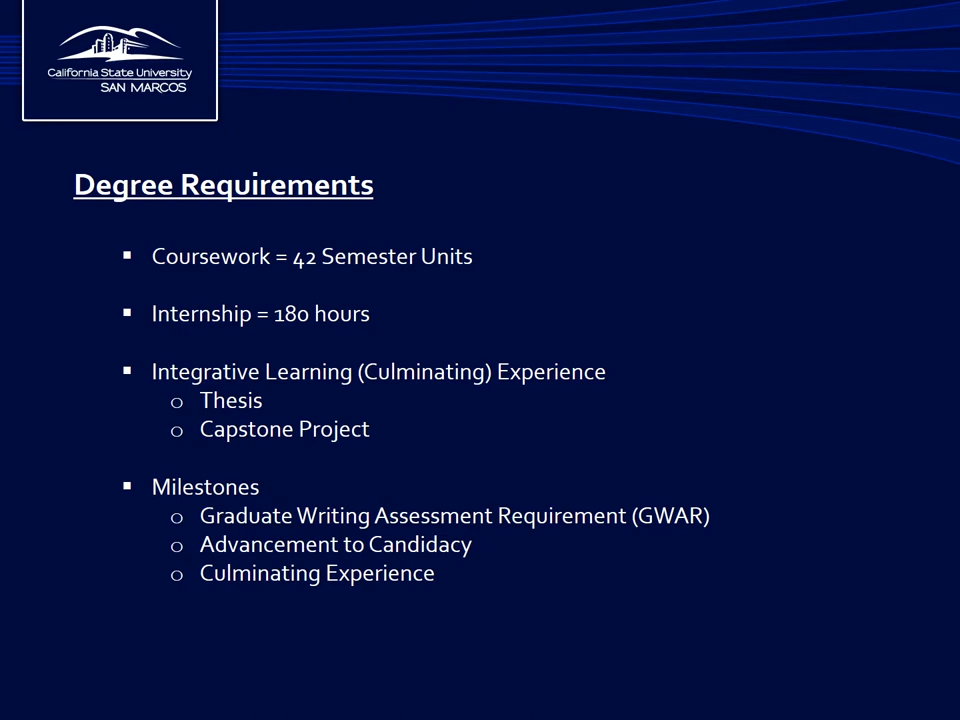 California State University
SAN MARCOS
Degree Requirements
▪ Coursework = 42 Semester Units
▪ Internship = 180 hours
▪ Integrative Learning (Culminating) Experience
o Thesis
o Capstone Project
▪ Milestones
o Graduate Writing Assessment Requirement (GWAR)
o Advancement to Candidacy
o Culminating Experience